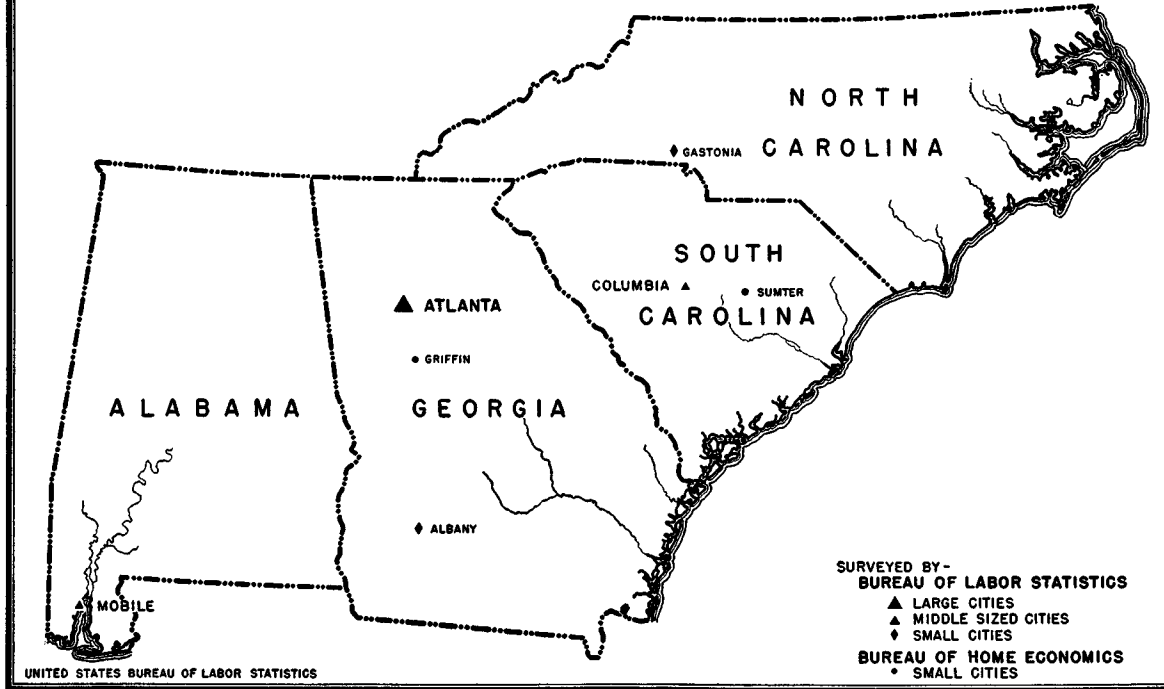 NORTH
CAROLINA
GASTONIA
SOUTH
COLUMBIA
SUMTER
CAROLINA
ATLANTA
GRIFFIN
ALABAMA
GEORGIA
ALBANY
MOBILE
SURVEYED BY-
BUREAU OF LABOR STATISTICS
LARGE CITIES
MIDDLE SIZED CITIES
SMALL CITIES
BUREAU OF HOME ECONOMICS
SMALL CITIES
UNITED STATES BUREAU OF LABOR STATISTICS